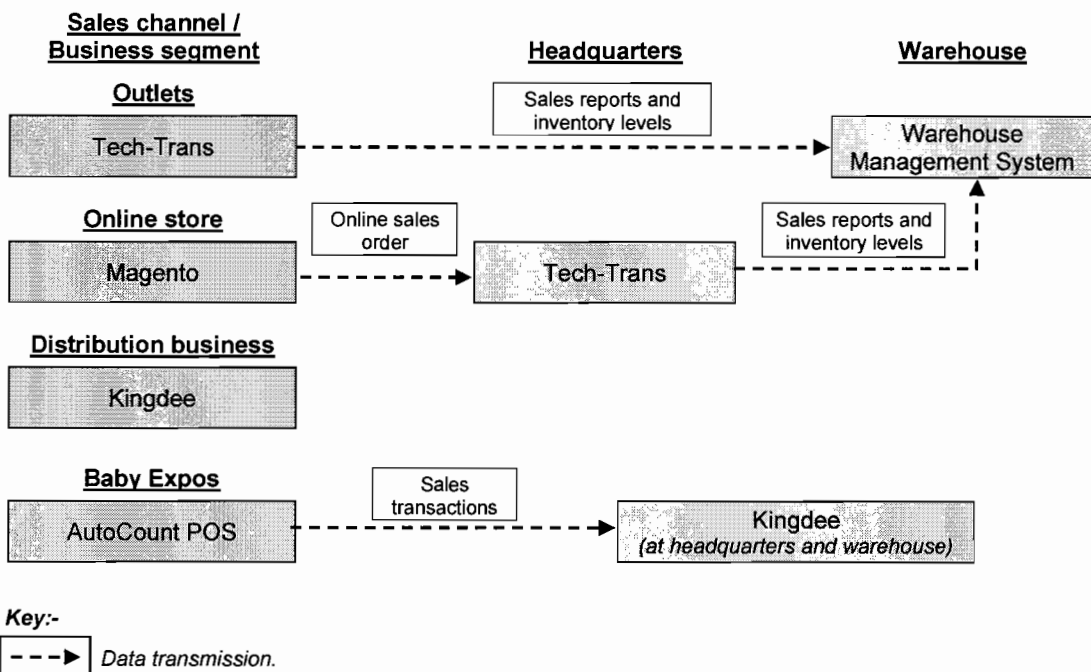 Sales channel /
Business segment
Headquarters
Warehouse
Outlets
Tech-Trans
Sales reports and
inventory levels
Warehouse
Management System
Online store
Magento
Online sales
order
Tech-Trans
Sales reports and
inventory levels
Distribution business
Kingdee
Baby Expos
AutoCount POS
Sales
transactions
Kingdee
(at headquarters and warehouse)
Key:-
Data transmission.